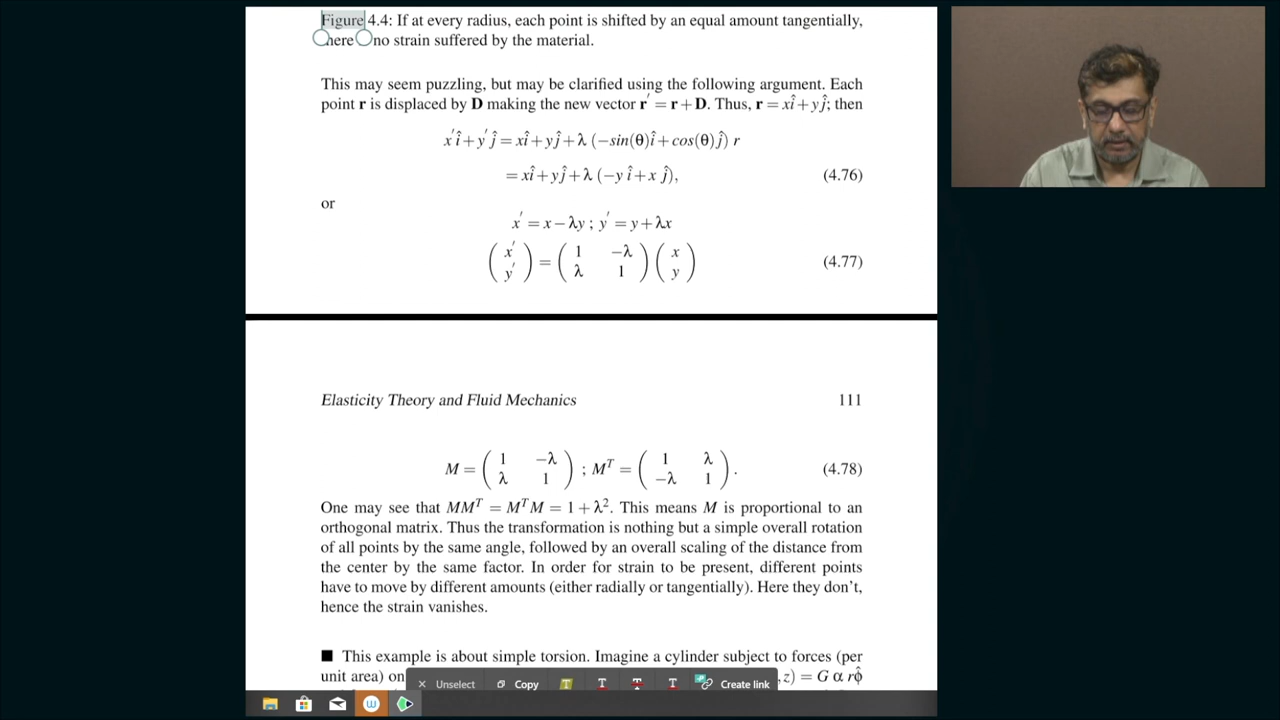 Figure 4.4: If at every radius, each point is shifted by an equal amount tangentially,
here no strain suffered by the material.
This may seem puzzling, but may be clarified using the following argument. Each
point r is displaced by D making the new vector r′ = r + D. Thus, r = xî + yĵ; then
x′î + y′ĵ = xî + yĵ + λ (−sin(θ)î + cos(θ)ĵ) r
= xî + yĵ + λ (−y î + x ĵ), (4.76)
or
x′ = x − λy ; y′ = y + λx
( x′ y′ ) = ( 1 −λ λ 1 ) ( x y ) (4.77)
Elasticity Theory and Fluid Mechanics 111
M = ( 1 −λ λ 1 ) ; Mᵀ = ( 1 λ −λ 1 ) . (4.78)
One may see that MMᵀ = MᵀM = 1 + λ². This means M is proportional to an
orthogonal matrix. Thus the transformation is nothing but a simple overall rotation
of all points by the same angle, followed by an overall scaling of the distance from
the center by the same factor. In order for strain to be present, different points
have to move by different amounts (either radially or tangentially). Here they don't,
hence the strain vanishes.
■ This example is about simple torsion. Imagine a cylinder subject to forces (per
unit area) on , z) = G α rφ̂
Unselect Copy T T T T Create link